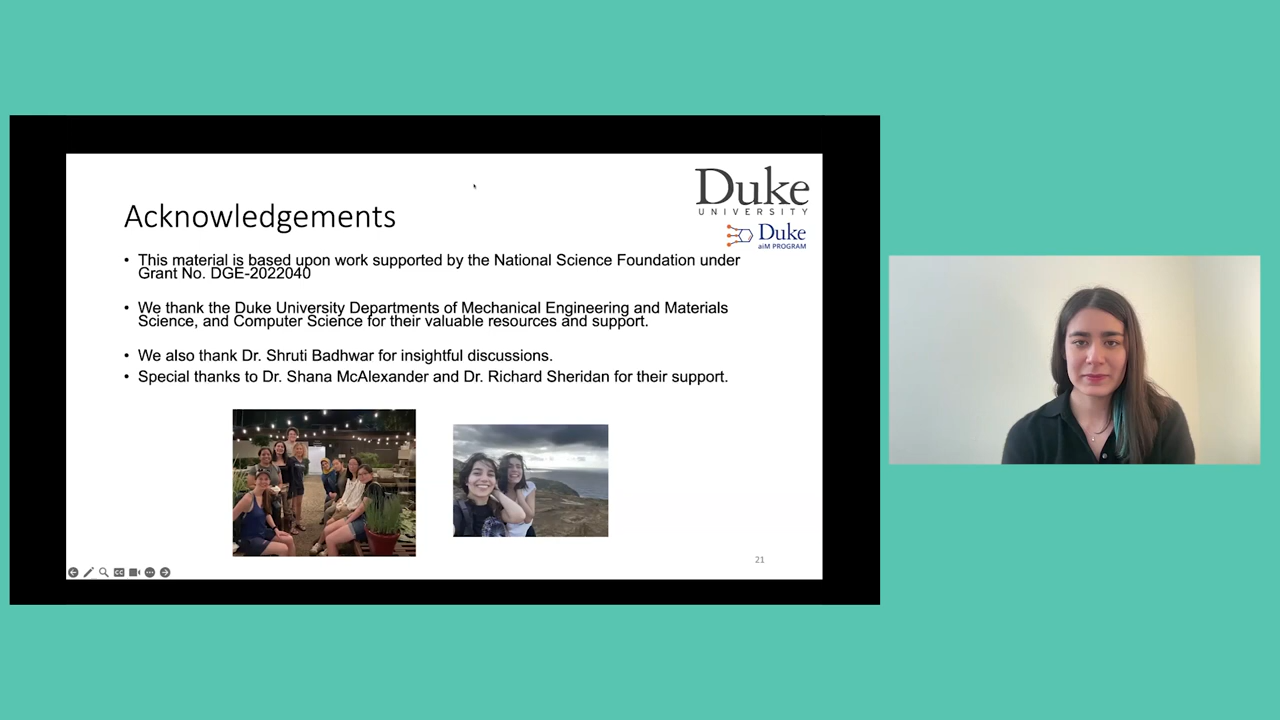 Duke
UNIVERSITY
Duke
aiM PROGRAM
Acknowledgements
• This material is based upon work supported by the National Science Foundation under
Grant No. DGE-2022040
• We thank the Duke University Departments of Mechanical Engineering and Materials
Science, and Computer Science for their valuable resources and support.
• We also thank Dr. Shruti Badhwar for insightful discussions.
• Special thanks to Dr. Shana McAlexander and Dr. Richard Sheridan for their support.
21